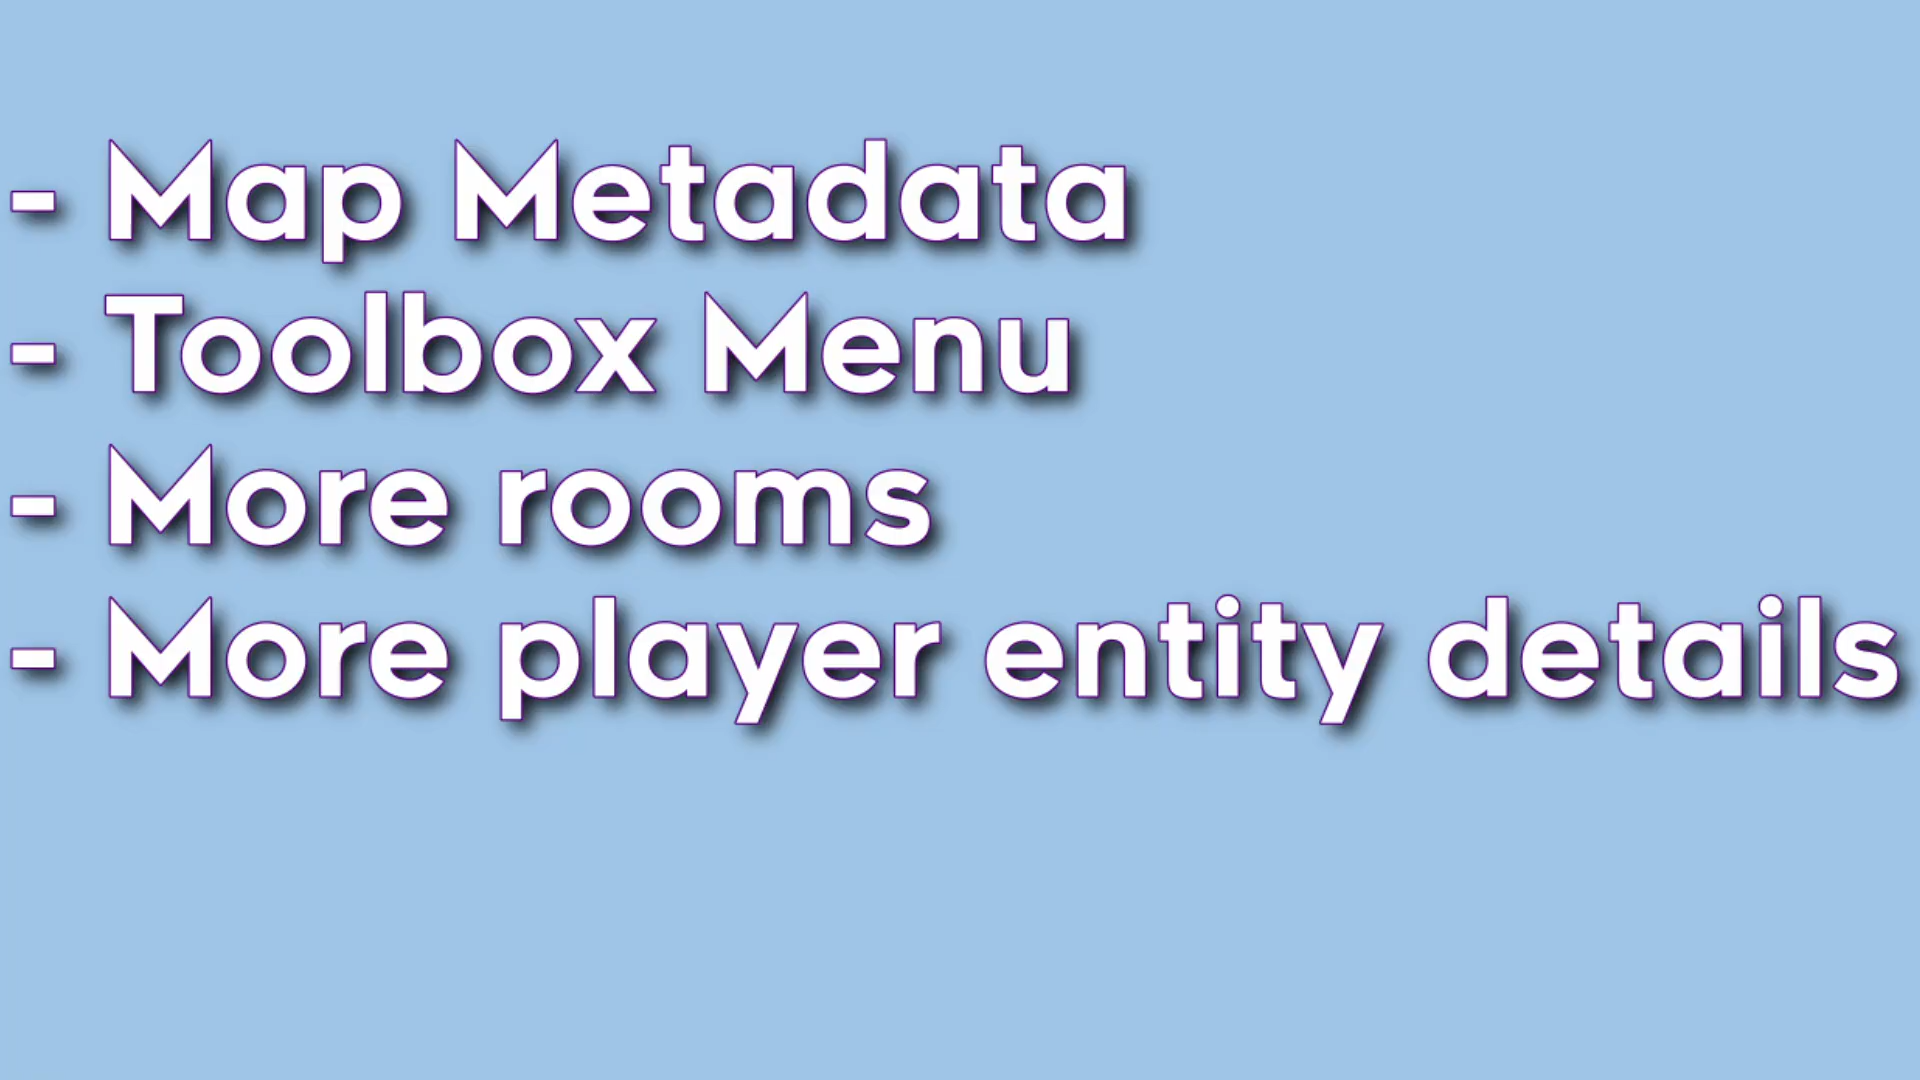 - Map Metadata
- Toolbox Menu
- More rooms
- More player entity details